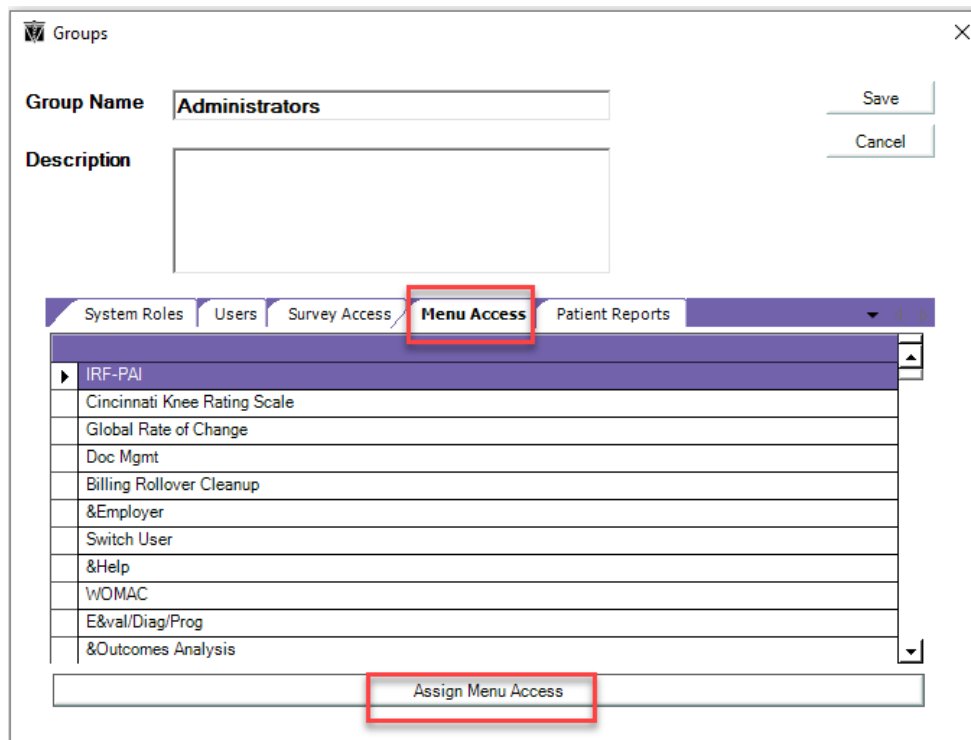 Groups
Group Name Administrators Save
Cancel
Description
System Roles Users Survey Access Menu Access Patient Reports
IRF-PAI
Cincinnati Knee Rating Scale
Global Rate of Change
Doc Mgmt
Billing Rollover Cleanup
&Employer
Switch User
&Help
WOMAC
E&val/Diag/Prog
&Outcomes Analysis
Assign Menu Access